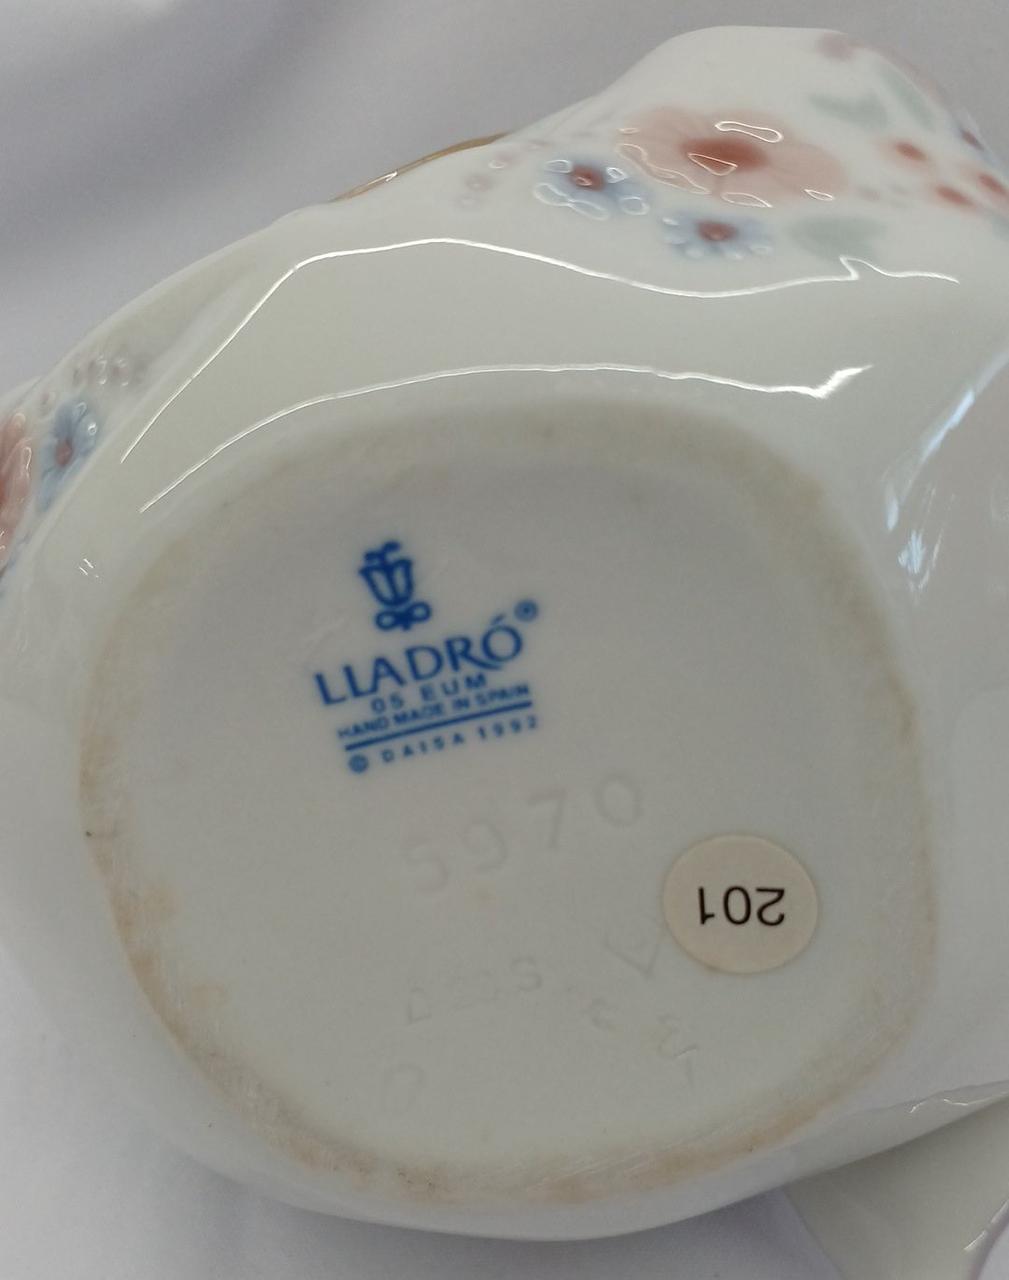 LLADRÓ®
05 EUM
HAND MADE IN SPAIN
© DAISA 1992
5970
201